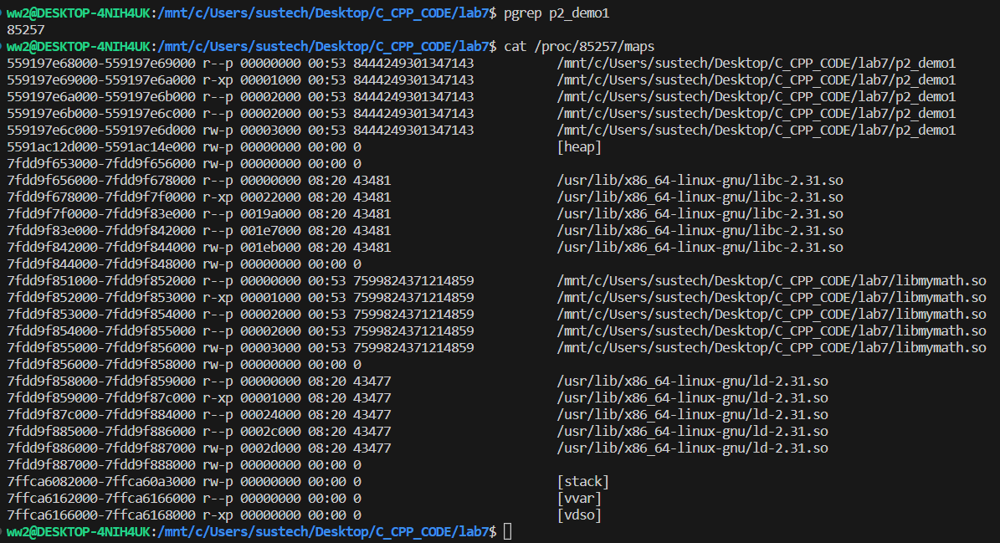 ww2@DESKTOP-4NIH4UK:/mnt/c/Users/sustech/Desktop/C_CPP_CODE/lab7$ pgrep p2_demo1
85257
ww2@DESKTOP-4NIH4UK:/mnt/c/Users/sustech/Desktop/C_CPP_CODE/lab7$ cat /proc/85257/maps
559197e68000-559197e69000 r--p 00000000 00:53 8444249301347143 /mnt/c/Users/sustech/Desktop/C_CPP_CODE/lab7/p2_demo1
559197e69000-559197e6a000 r-xp 00001000 00:53 8444249301347143 /mnt/c/Users/sustech/Desktop/C_CPP_CODE/lab7/p2_demo1
559197e6a000-559197e6b000 r--p 00002000 00:53 8444249301347143 /mnt/c/Users/sustech/Desktop/C_CPP_CODE/lab7/p2_demo1
559197e6b000-559197e6c000 r--p 00002000 00:53 8444249301347143 /mnt/c/Users/sustech/Desktop/C_CPP_CODE/lab7/p2_demo1
559197e6c000-559197e6d000 rw-p 00003000 00:53 8444249301347143 /mnt/c/Users/sustech/Desktop/C_CPP_CODE/lab7/p2_demo1
5591ac12d000-5591ac14e000 rw-p 00000000 00:00 0 [heap]
7fdd9f653000-7fdd9f656000 rw-p 00000000 00:00 0
7fdd9f656000-7fdd9f678000 r--p 00000000 08:20 43481 /usr/lib/x86_64-linux-gnu/libc-2.31.so
7fdd9f678000-7fdd9f7f0000 r-xp 00022000 08:20 43481 /usr/lib/x86_64-linux-gnu/libc-2.31.so
7fdd9f7f0000-7fdd9f83e000 r--p 0019a000 08:20 43481 /usr/lib/x86_64-linux-gnu/libc-2.31.so
7fdd9f83e000-7fdd9f842000 r--p 001e7000 08:20 43481 /usr/lib/x86_64-linux-gnu/libc-2.31.so
7fdd9f842000-7fdd9f844000 rw-p 001eb000 08:20 43481 /usr/lib/x86_64-linux-gnu/libc-2.31.so
7fdd9f844000-7fdd9f848000 rw-p 00000000 00:00 0
7fdd9f851000-7fdd9f852000 r--p 00000000 00:53 7599824371214859 /mnt/c/Users/sustech/Desktop/C_CPP_CODE/lab7/libmymath.so
7fdd9f852000-7fdd9f853000 r-xp 00001000 00:53 7599824371214859 /mnt/c/Users/sustech/Desktop/C_CPP_CODE/lab7/libmymath.so
7fdd9f853000-7fdd9f854000 r--p 00002000 00:53 7599824371214859 /mnt/c/Users/sustech/Desktop/C_CPP_CODE/lab7/libmymath.so
7fdd9f854000-7fdd9f855000 r--p 00002000 00:53 7599824371214859 /mnt/c/Users/sustech/Desktop/C_CPP_CODE/lab7/libmymath.so
7fdd9f855000-7fdd9f856000 rw-p 00003000 00:53 7599824371214859 /mnt/c/Users/sustech/Desktop/C_CPP_CODE/lab7/libmymath.so
7fdd9f856000-7fdd9f858000 rw-p 00000000 00:00 0
7fdd9f858000-7fdd9f859000 r--p 00000000 08:20 43477 /usr/lib/x86_64-linux-gnu/ld-2.31.so
7fdd9f859000-7fdd9f87c000 r-xp 00001000 08:20 43477 /usr/lib/x86_64-linux-gnu/ld-2.31.so
7fdd9f87c000-7fdd9f884000 r--p 00024000 08:20 43477 /usr/lib/x86_64-linux-gnu/ld-2.31.so
7fdd9f885000-7fdd9f886000 r--p 0002c000 08:20 43477 /usr/lib/x86_64-linux-gnu/ld-2.31.so
7fdd9f886000-7fdd9f887000 rw-p 0002d000 08:20 43477 /usr/lib/x86_64-linux-gnu/ld-2.31.so
7fdd9f887000-7fdd9f888000 rw-p 00000000 00:00 0
7ffca6082000-7ffca60a3000 rw-p 00000000 00:00 0 [stack]
7ffca6162000-7ffca6166000 r--p 00000000 00:00 0 [vvar]
7ffca6166000-7ffca6168000 r-xp 00000000 00:00 0 [vdso]
ww2@DESKTOP-4NIH4UK:/mnt/c/Users/sustech/Desktop/C_CPP_CODE/lab7$